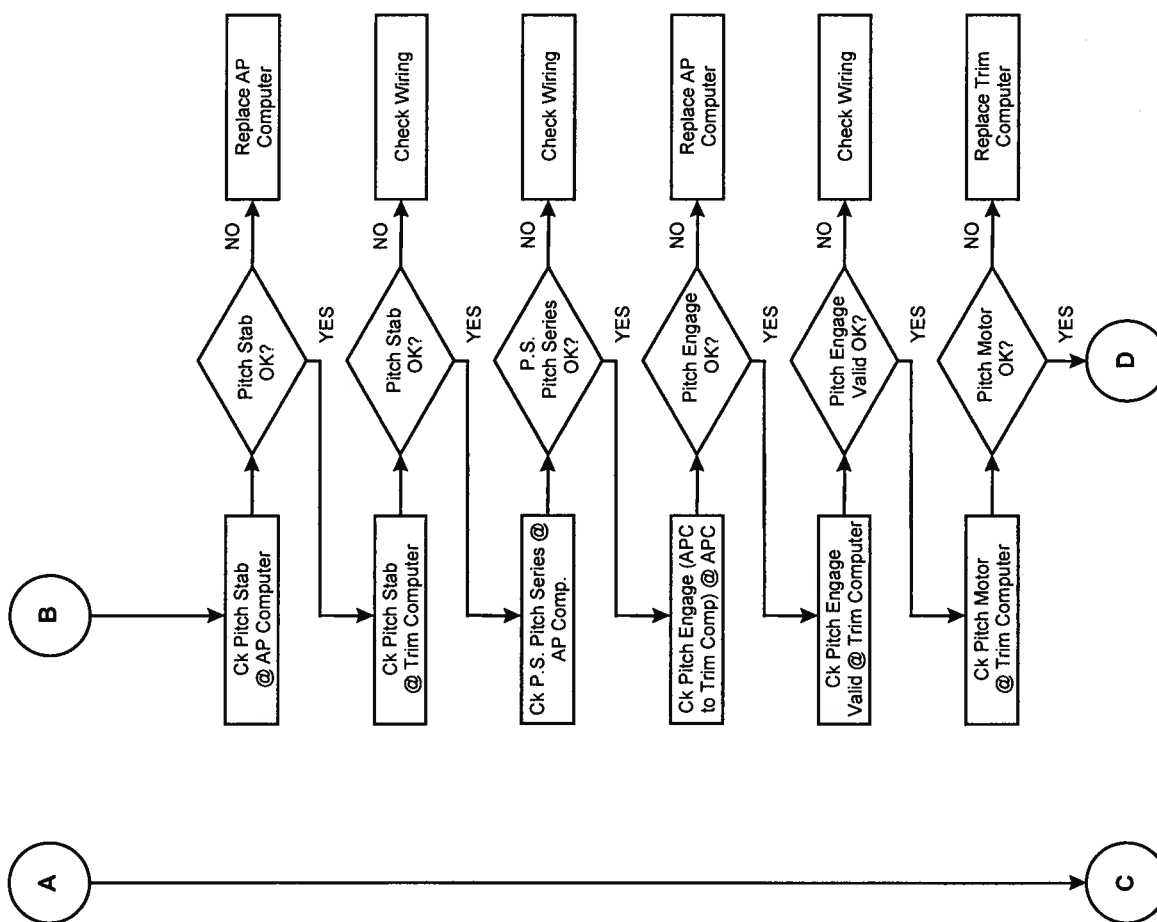 A
B
Ck Pitch Stab
@ AP Computer
Pitch Stab
OK?
NO
Replace AP
Computer
YES
Ck Pitch Stab
@ Trim Computer
Pitch Stab
OK?
NO
Check Wiring
YES
Ck P.S. Pitch Series @
AP Comp.
P.S.
Pitch Series
OK?
NO
Check Wiring
YES
Ck Pitch Engage (APC
to Trim Comp) @ APC
Pitch Engage
OK?
NO
Replace AP
Computer
YES
Ck Pitch Engage
Valid @ Trim Computer
Pitch Engage
Valid OK?
NO
Check Wiring
YES
Ck Pitch Motor
@ Trim Computer
Pitch Motor
OK?
NO
Replace Trim
Computer
YES
C
D